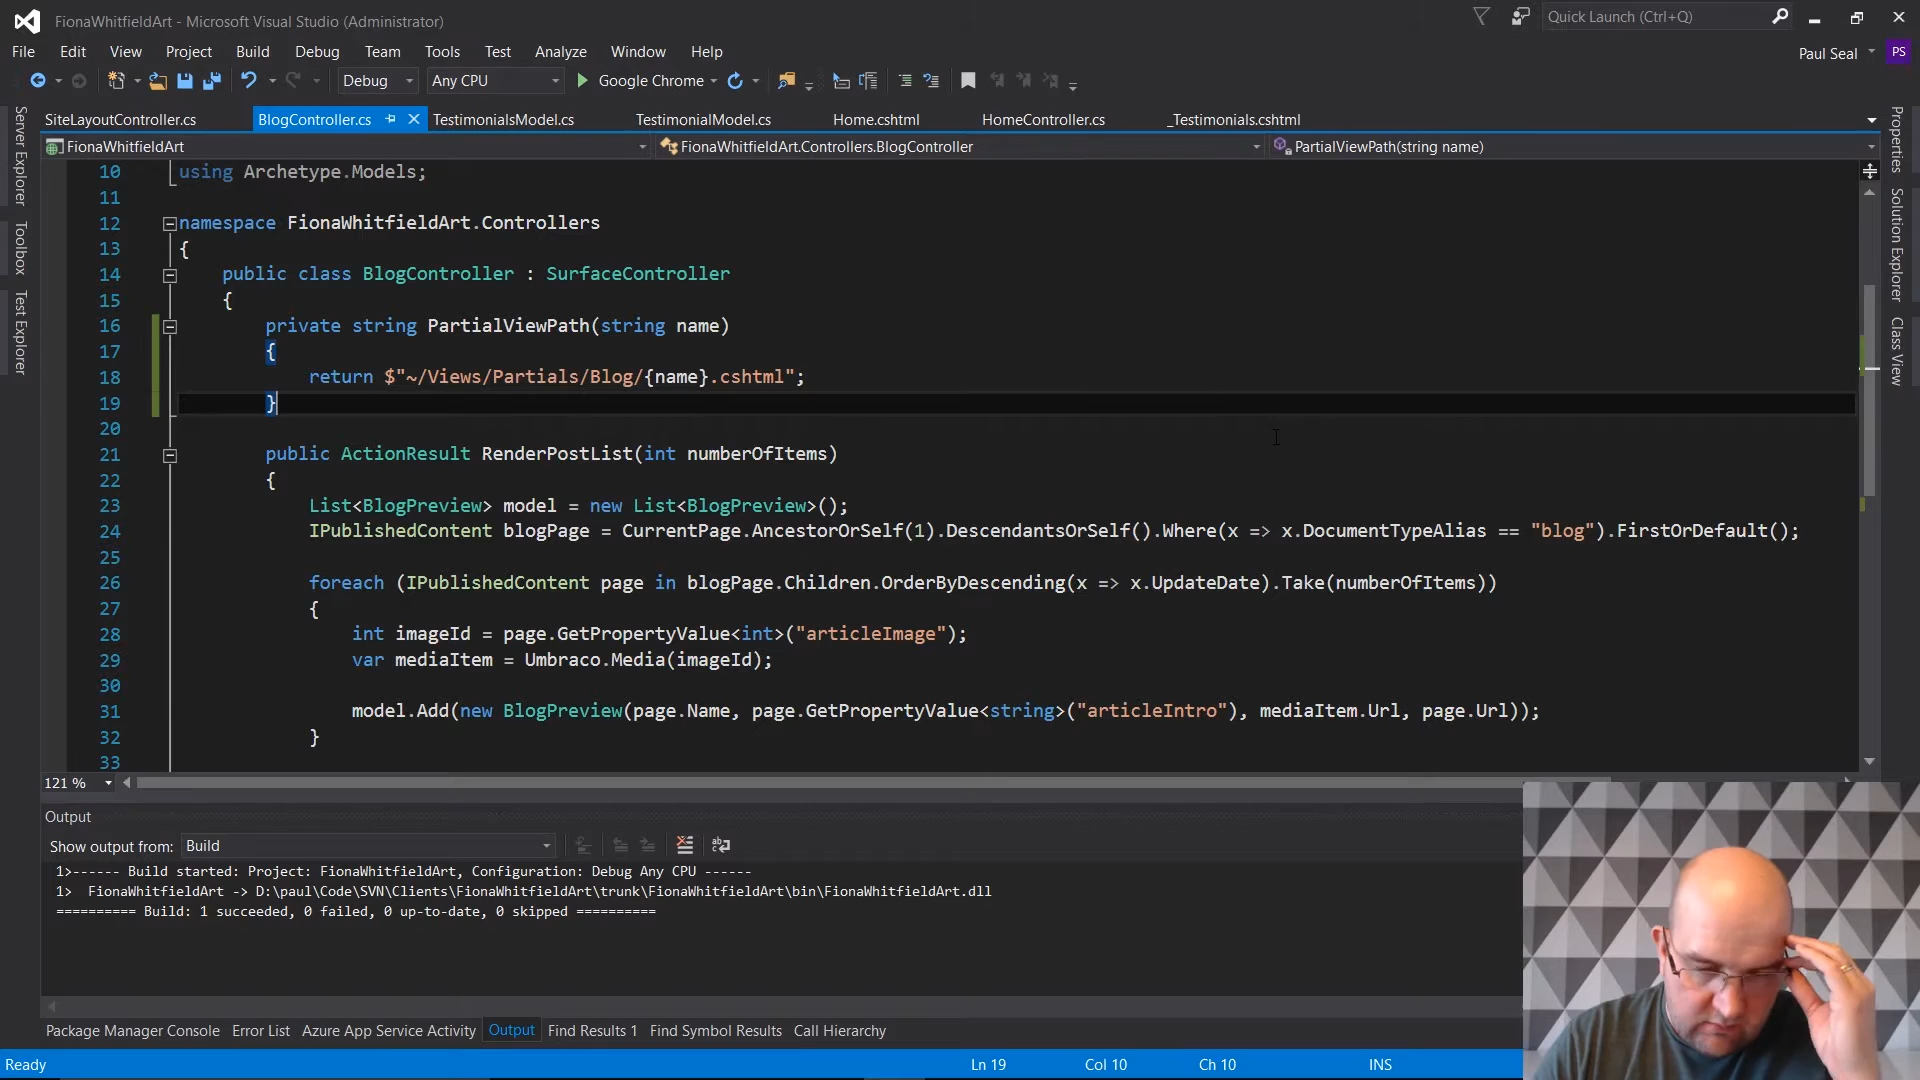 FionaWhitfieldArt - Microsoft Visual Studio (Administrator)
Quick Launch (Ctrl+Q)
File Edit View Project Build Debug Team Tools Test Analyze Window Help
Paul Seal PS
Debug Any CPU Google Chrome
SiteLayoutController.cs BlogController.cs TestimonialsModel.cs TestimonialModel.cs Home.cshtml HomeController.cs _Testimonials.cshtml
FionaWhitfieldArt FionaWhitfieldArt.Controllers.BlogController PartialViewPath(string name)
Server Explorer
Toolbox
Test Explorer
10 using Archetype.Models;
11
12 namespace FionaWhitfieldArt.Controllers
13 {
14 public class BlogController : SurfaceController
15 {
16 private string PartialViewPath(string name)
17 {
18 return $"~/Views/Partials/Blog/{name}.cshtml";
19 }
20
21 public ActionResult RenderPostList(int numberOfItems)
22 {
23 List<BlogPreview> model = new List<BlogPreview>();
24 IPublishedContent blogPage = CurrentPage.AncestorOrSelf(1).DescendantsOrSelf().Where(x => x.DocumentTypeAlias == "blog").FirstOrDefault();
25
26 foreach (IPublishedContent page in blogPage.Children.OrderByDescending(x => x.UpdateDate).Take(numberOfItems))
27 {
28 int imageId = page.GetPropertyValue<int>("articleImage");
29 var mediaItem = Umbraco.Media(imageId);
30
31 model.Add(new BlogPreview(page.Name, page.GetPropertyValue<string>("articleIntro"), mediaItem.Url, page.Url));
32 }
33
Properties
Solution Explorer
Class View
121 %
Output
Show output from: Build
1>------ Build started: Project: FionaWhitfieldArt, Configuration: Debug Any CPU ------
1>  FionaWhitfieldArt -> D:\paul\Code\SVN\Clients\FionaWhitfieldArt\trunk\FionaWhitfieldArt\bin\FionaWhitfieldArt.dll
========== Build: 1 succeeded, 0 failed, 0 up-to-date, 0 skipped ==========
Package Manager Console Error List Azure App Service Activity Output Find Results 1 Find Symbol Results Call Hierarchy
Ready Ln 19 Col 10 Ch 10 INS